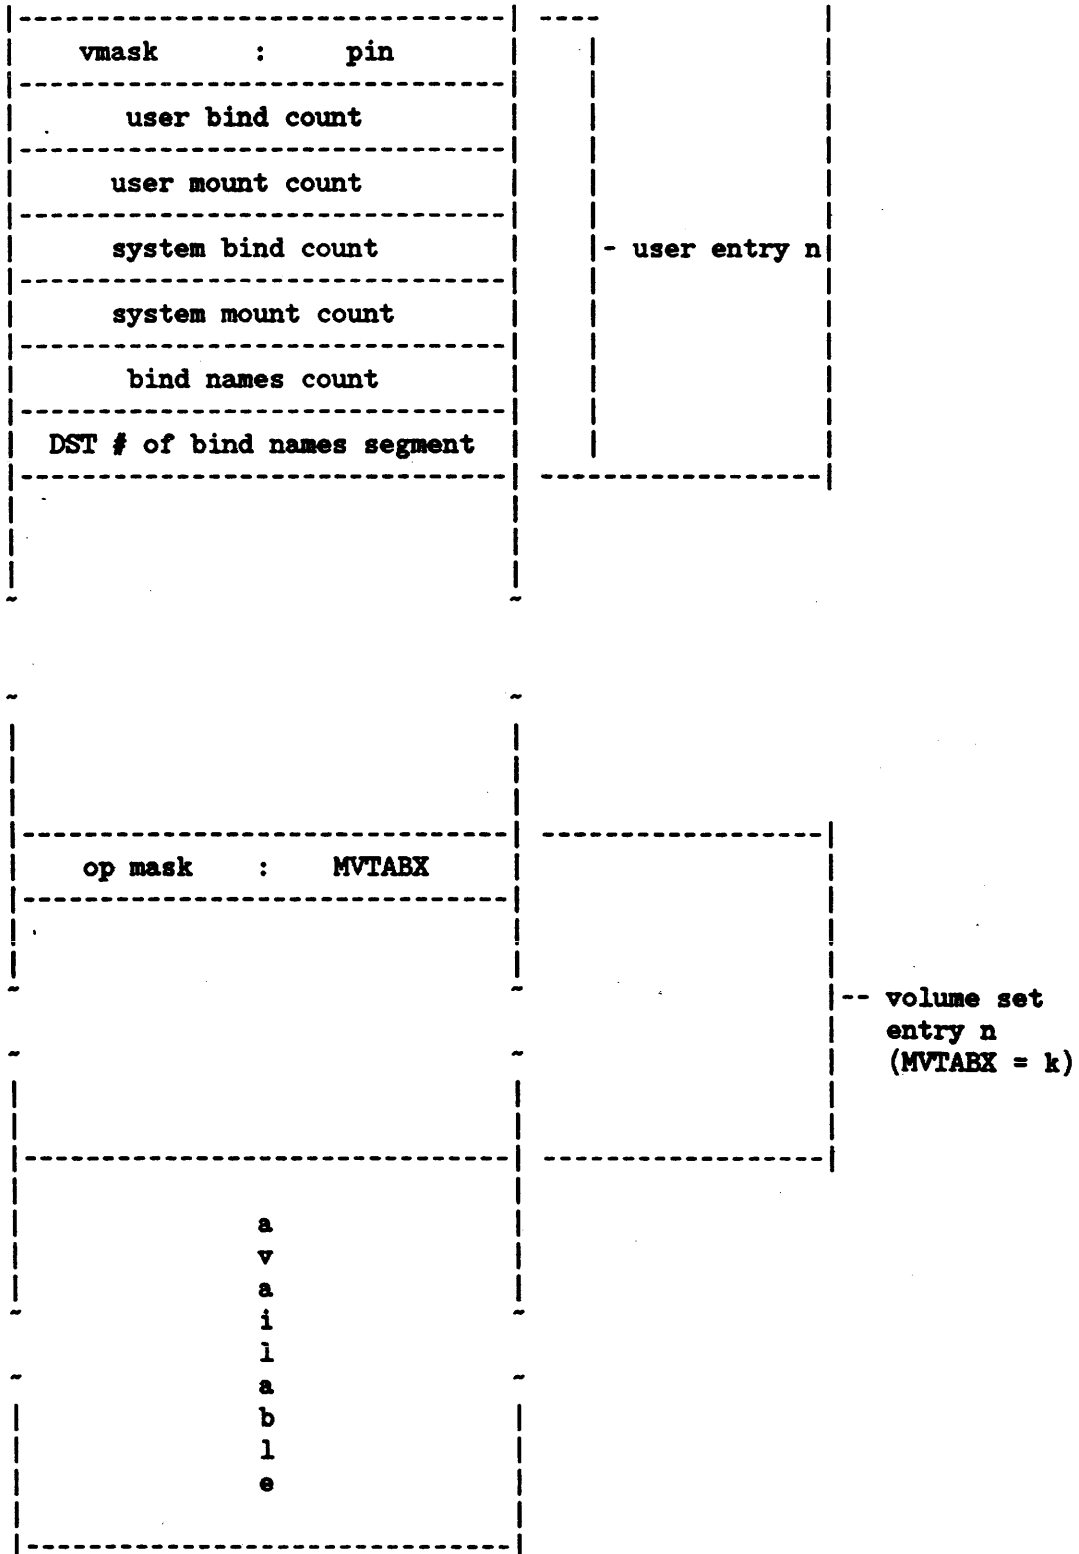 vmask : pin
user bind count
user mount count
system bind count - user entry n
system mount count
bind names count
DST # of bind names segment
op mask : MVTABX
-- volume set
entry n
(MVTABX = k)
a
v
a
i
l
a
b
l
e